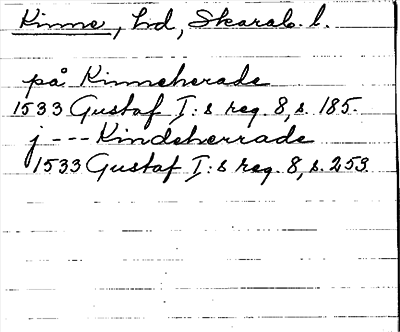 Kinne, hd, Skarab. l.
på Kinneherade
1533 Gustaf I:s reg. 8, s. 185.
j --- Kindeherrade
1533 Gustaf I:s reg. 8, s. 253.